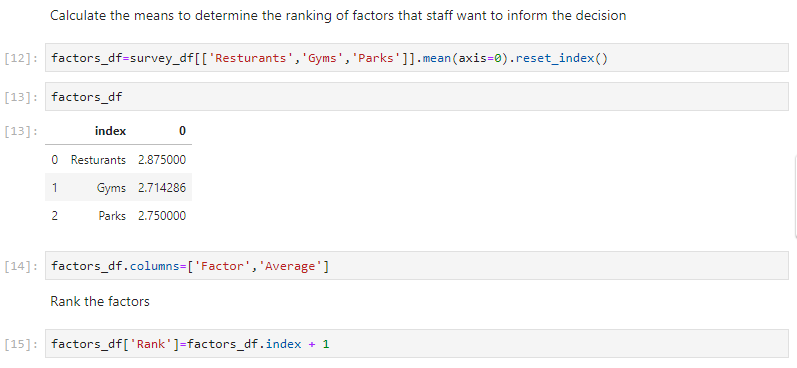 Calculate the means to determine the ranking of factors that staff want to inform the decision
[12]: factors_df=survey_df[['Resturants','Gyms','Parks']].mean(axis=0).reset_index()
[13]: factors_df
[13]: index 0
0 Resturants 2.875000
1 Gyms 2.714286
2 Parks 2.750000
[14]: factors_df.columns=['Factor','Average']
Rank the factors
[15]: factors_df['Rank']=factors_df.index + 1